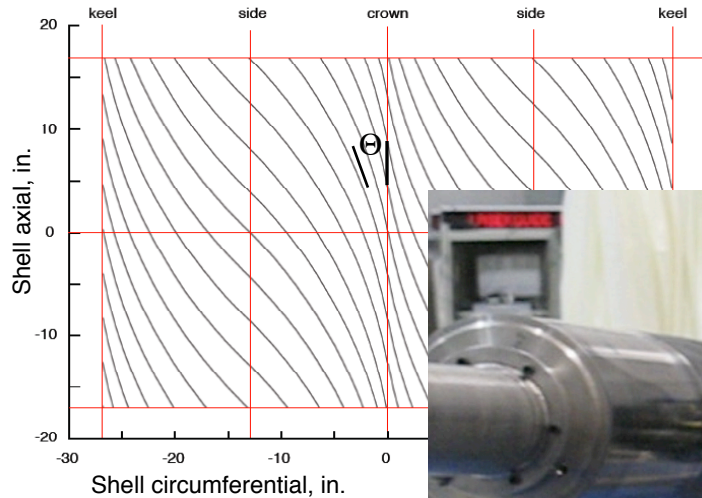 keel side crown side keel
20
10
0
-10
-20
Θ
-30 -20 -10 0
Shell axial, in.
Shell circumferential, in.